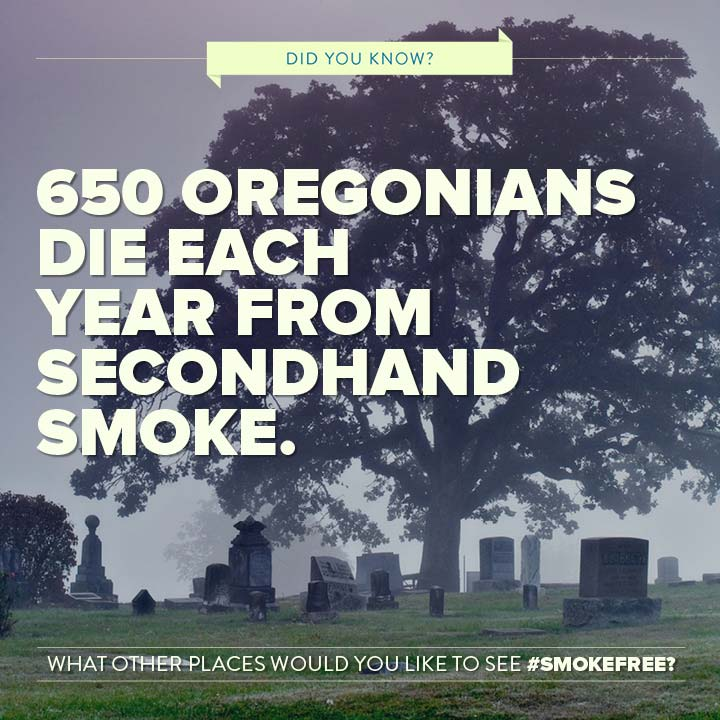 DID YOU KNOW?
650 OREGONIANS
DIE EACH
YEAR FROM
SECONDHAND
SMOKE.
WHAT OTHER PLACES WOULD YOU LIKE TO SEE #SMOKEFREE?